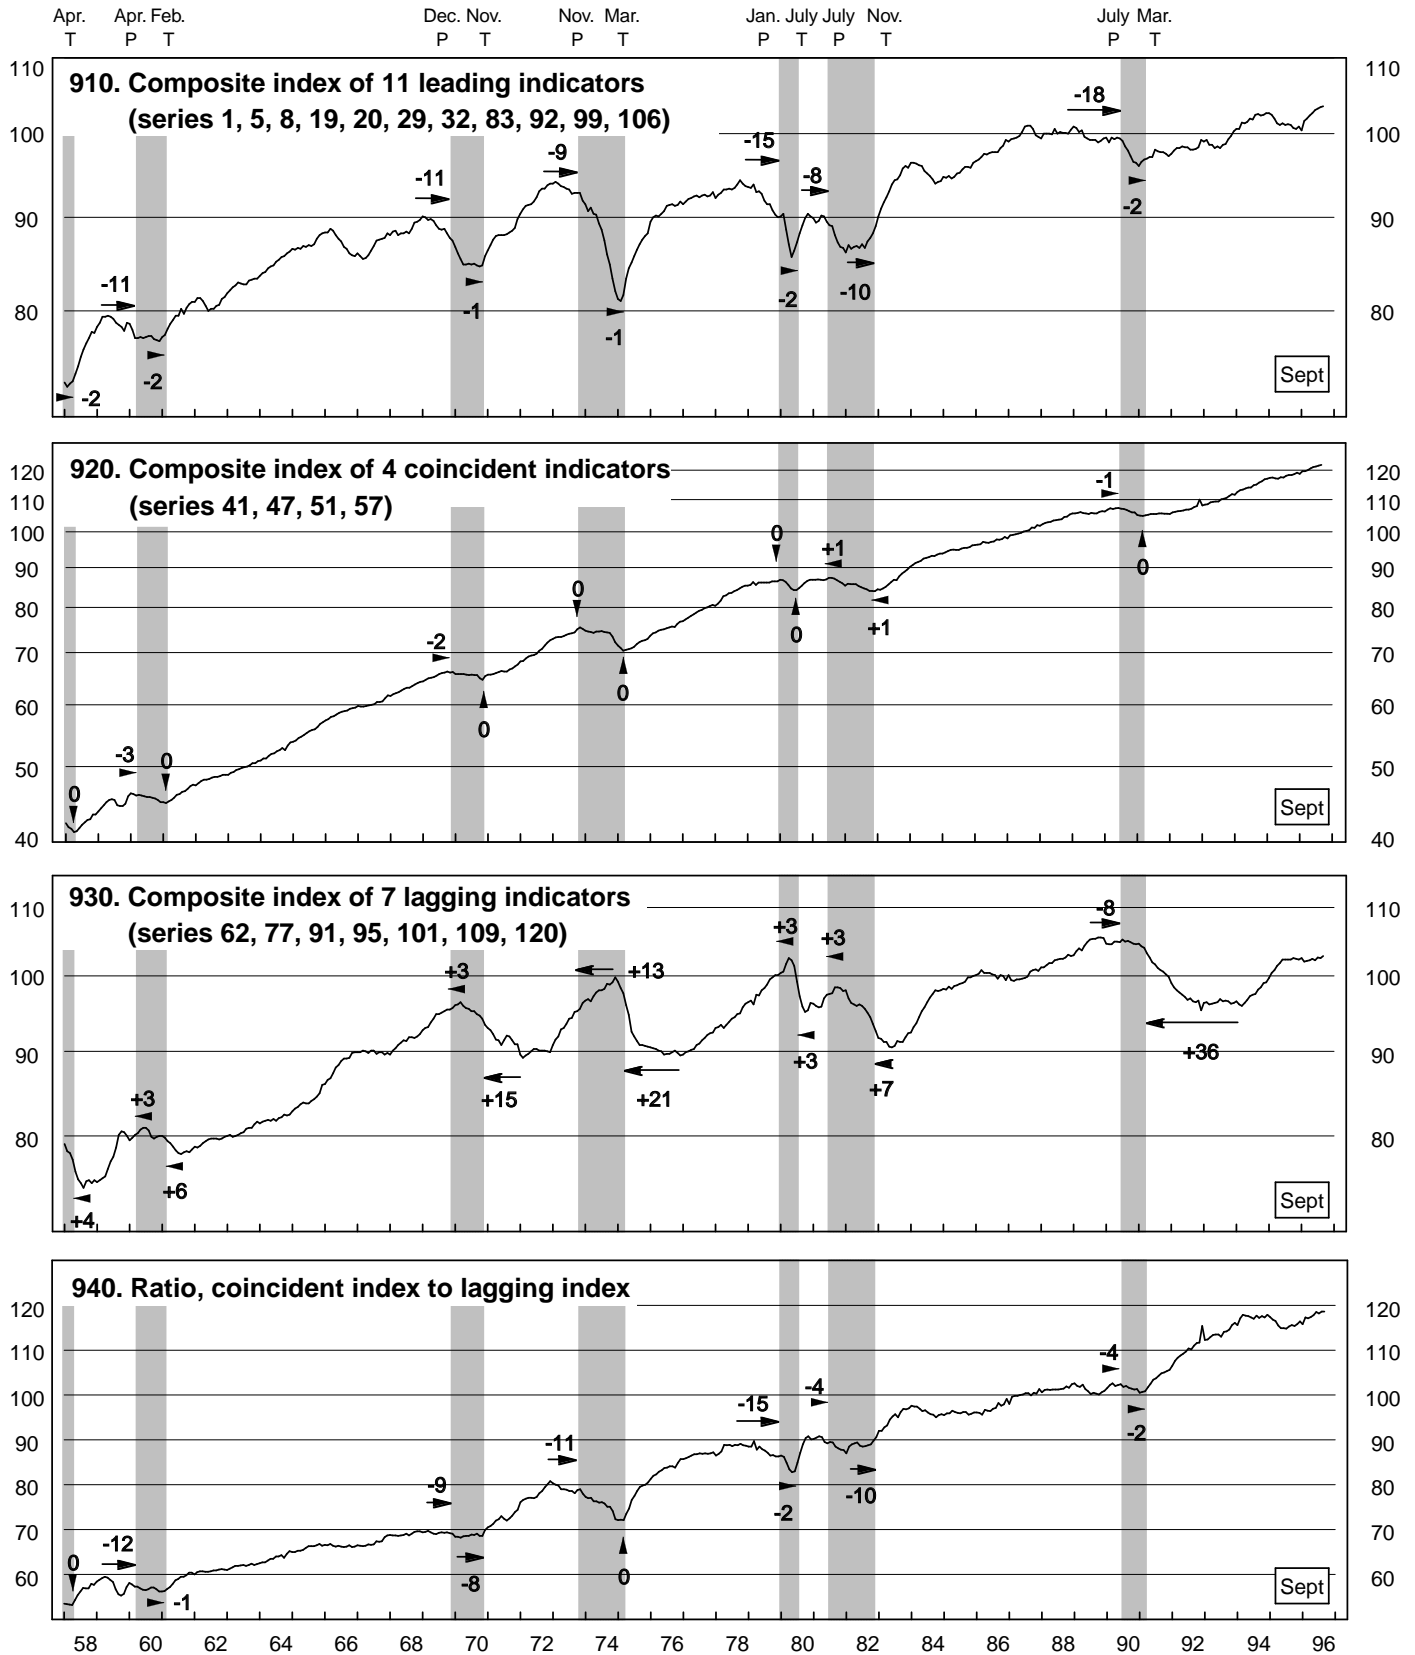 Apr. Apr. Feb. Dec. Nov. Nov. Mar. Jan. July July Nov. July Mar.
T P T P T P T P T P T P T
910. Composite index of 11 leading indicators
(series 1, 5, 8, 19, 20, 29, 32, 83, 92, 99, 106)
110 110
100 100
90 90
80 80
-2 -11 -2 -11 -1 -9 -1 -15 -2 -8 -10 -18 -2
Sept
920. Composite index of 4 coincident indicators
(series 41, 47, 51, 57)
120 120
110 110
100 100
90 90
80 80
70 70
60 60
50 50
40 40
0 -3 0 -2 0 0 0 0 0 +1 +1 -1 0
Sept
930. Composite index of 7 lagging indicators
(series 62, 77, 91, 95, 101, 109, 120)
110 110
100 100
90 90
80 80
+4 +3 +6 +3 +15 +13 +21 +3 +3 +3 +7 -8 +36
Sept
940. Ratio, coincident index to lagging index
120 120
110 110
100 100
90 90
80 80
70 70
60 60
0 -12 -1 -9 -8 -11 0 -15 -2 -4 -10 -4 -2
Sept
58 60 62 64 66 68 70 72 74 76 78 80 82 84 86 88 90 92 94 96